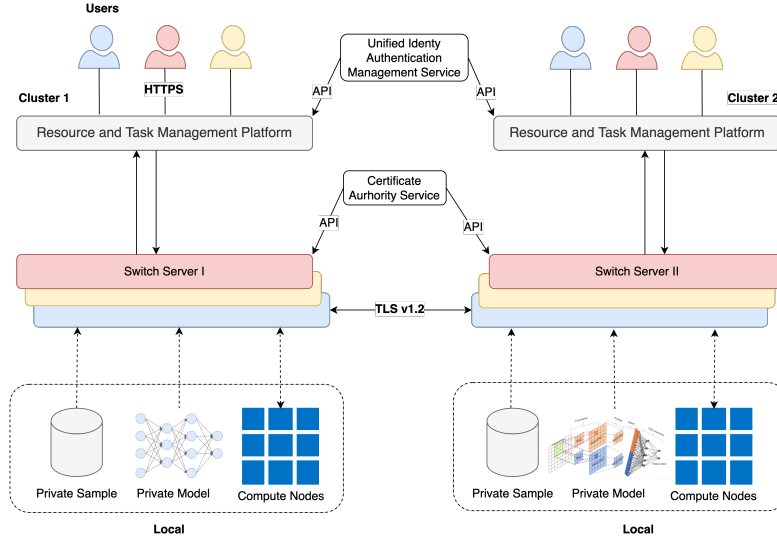 Users
Unified Identy
Authentication
Management Service
HTTPS
API
API
Cluster 1
Cluster 2
Resource and Task Management Platform
Resource and Task Management Platform
Certificate
Aurhority Service
API
API
Switch Server I
Switch Server II
TLS v1.2
Private Sample
Private Model
Compute Nodes
Private Sample
Private Model
Compute Nodes
Local
Local